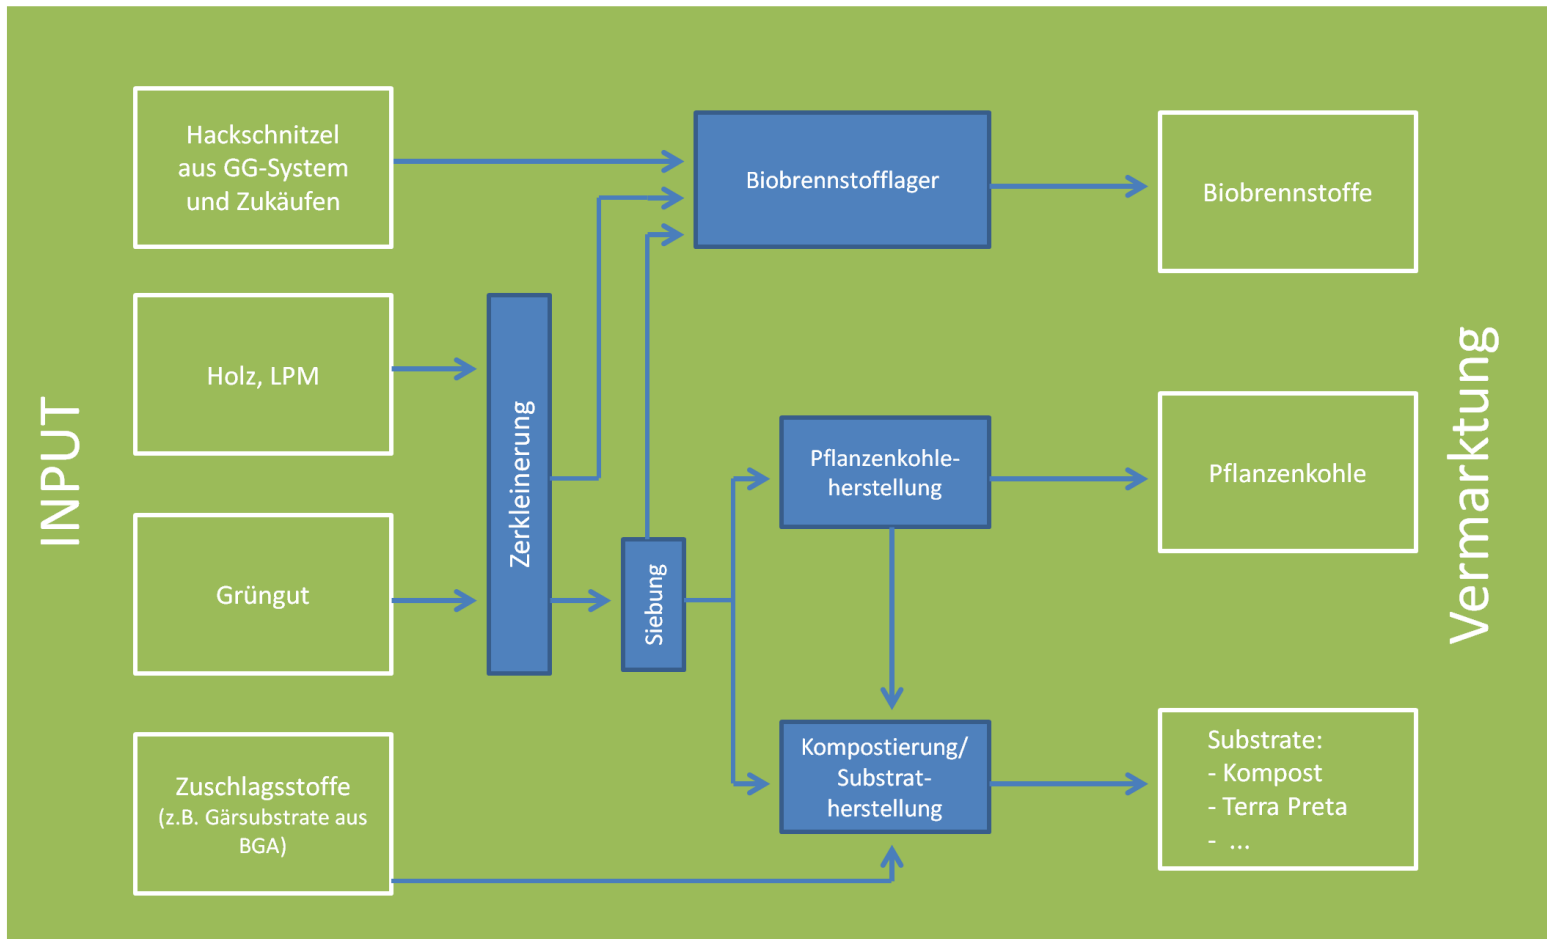 INPUT
Hackschnitzel
aus GG-System
und Zukäufen
Holz, LPM
Grüngut
Zuschlagsstoffe
(z.B. Gärsubstrate aus
BGA)
Zerkleinerung
Siebung
Biobrennstofflager
Pflanzenkohle-
herstellung
Kompostierung/
Substrat-
herstellung
Biobrennstoffe
Pflanzenkohle
Substrate:
- Kompost
- Terra Preta
- ...
Vermarktung